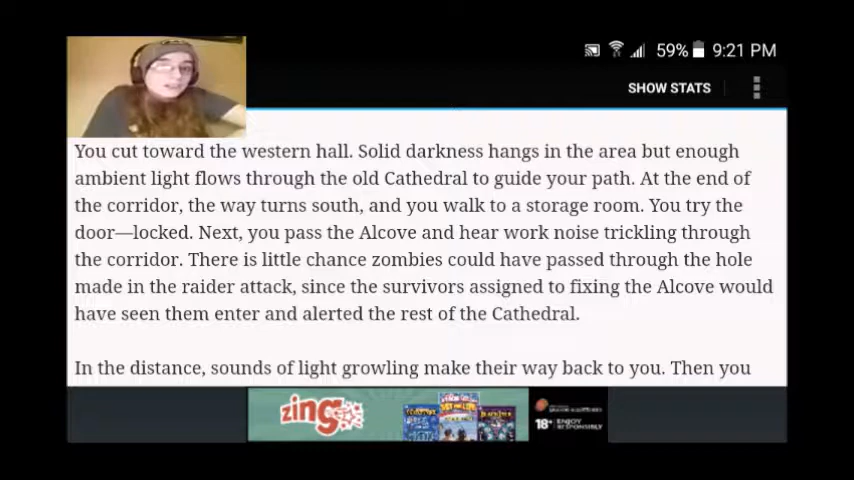 59% 9:21 PM
SHOW STATS
You cut toward the western hall. Solid darkness hangs in the area but enough
ambient light flows through the old Cathedral to guide your path. At the end of
the corridor, the way turns south, and you walk to a storage room. You try the
door—locked. Next, you pass the Alcove and hear work noise trickling through
the corridor. There is little chance zombies could have passed through the hole
made in the raider attack, since the survivors assigned to fixing the Alcove would
have seen them enter and alerted the rest of the Cathedral.
In the distance, sounds of light growling make their way back to you. Then you
zing
18+ ENJOY
RESPONSIBLY